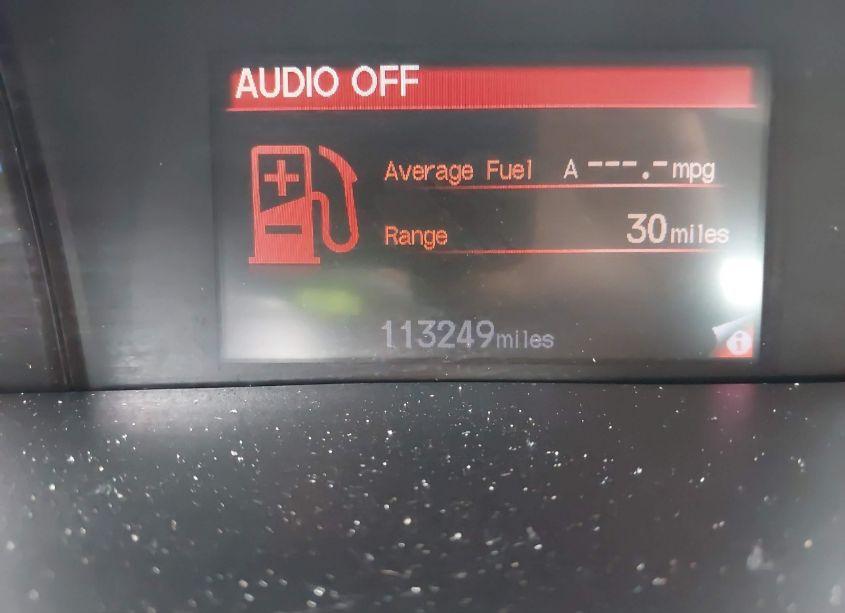 AUDIO OFF
Average Fuel A ---.- mpg
Range 30 miles
113249 miles